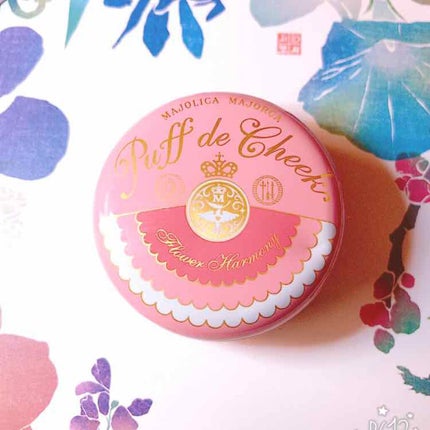 MAJOLICA MAJORCA
Puff de Cheek
M
Flower Harmony